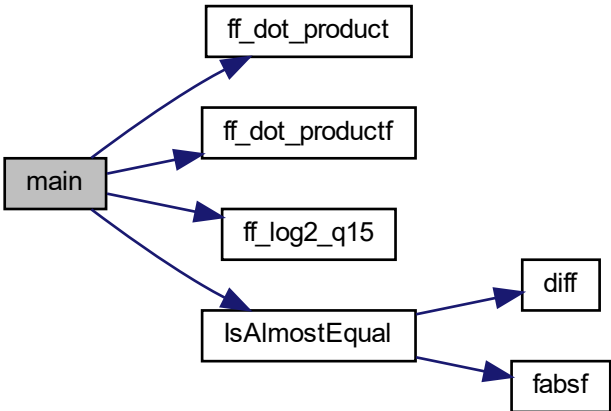 ff_dot_product
ff_dot_productf
main
ff_log2_q15
diff
IsAlmostEqual
fabsf